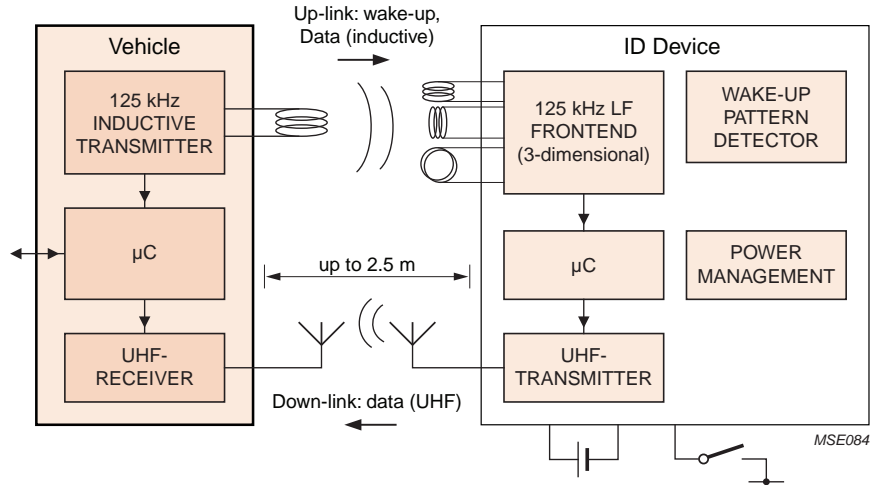 Up-link: wake-up,
Data (inductive)
Vehicle
ID Device
125 kHz
INDUCTIVE
TRANSMITTER
125 kHz LF
FRONTEND
(3-dimensional)
WAKE-UP
PATTERN
DETECTOR
µC
up to 2.5 m
µC
POWER
MANAGEMENT
UHF-
RECEIVER
UHF-
TRANSMITTER
Down-link: data (UHF)
MSE084